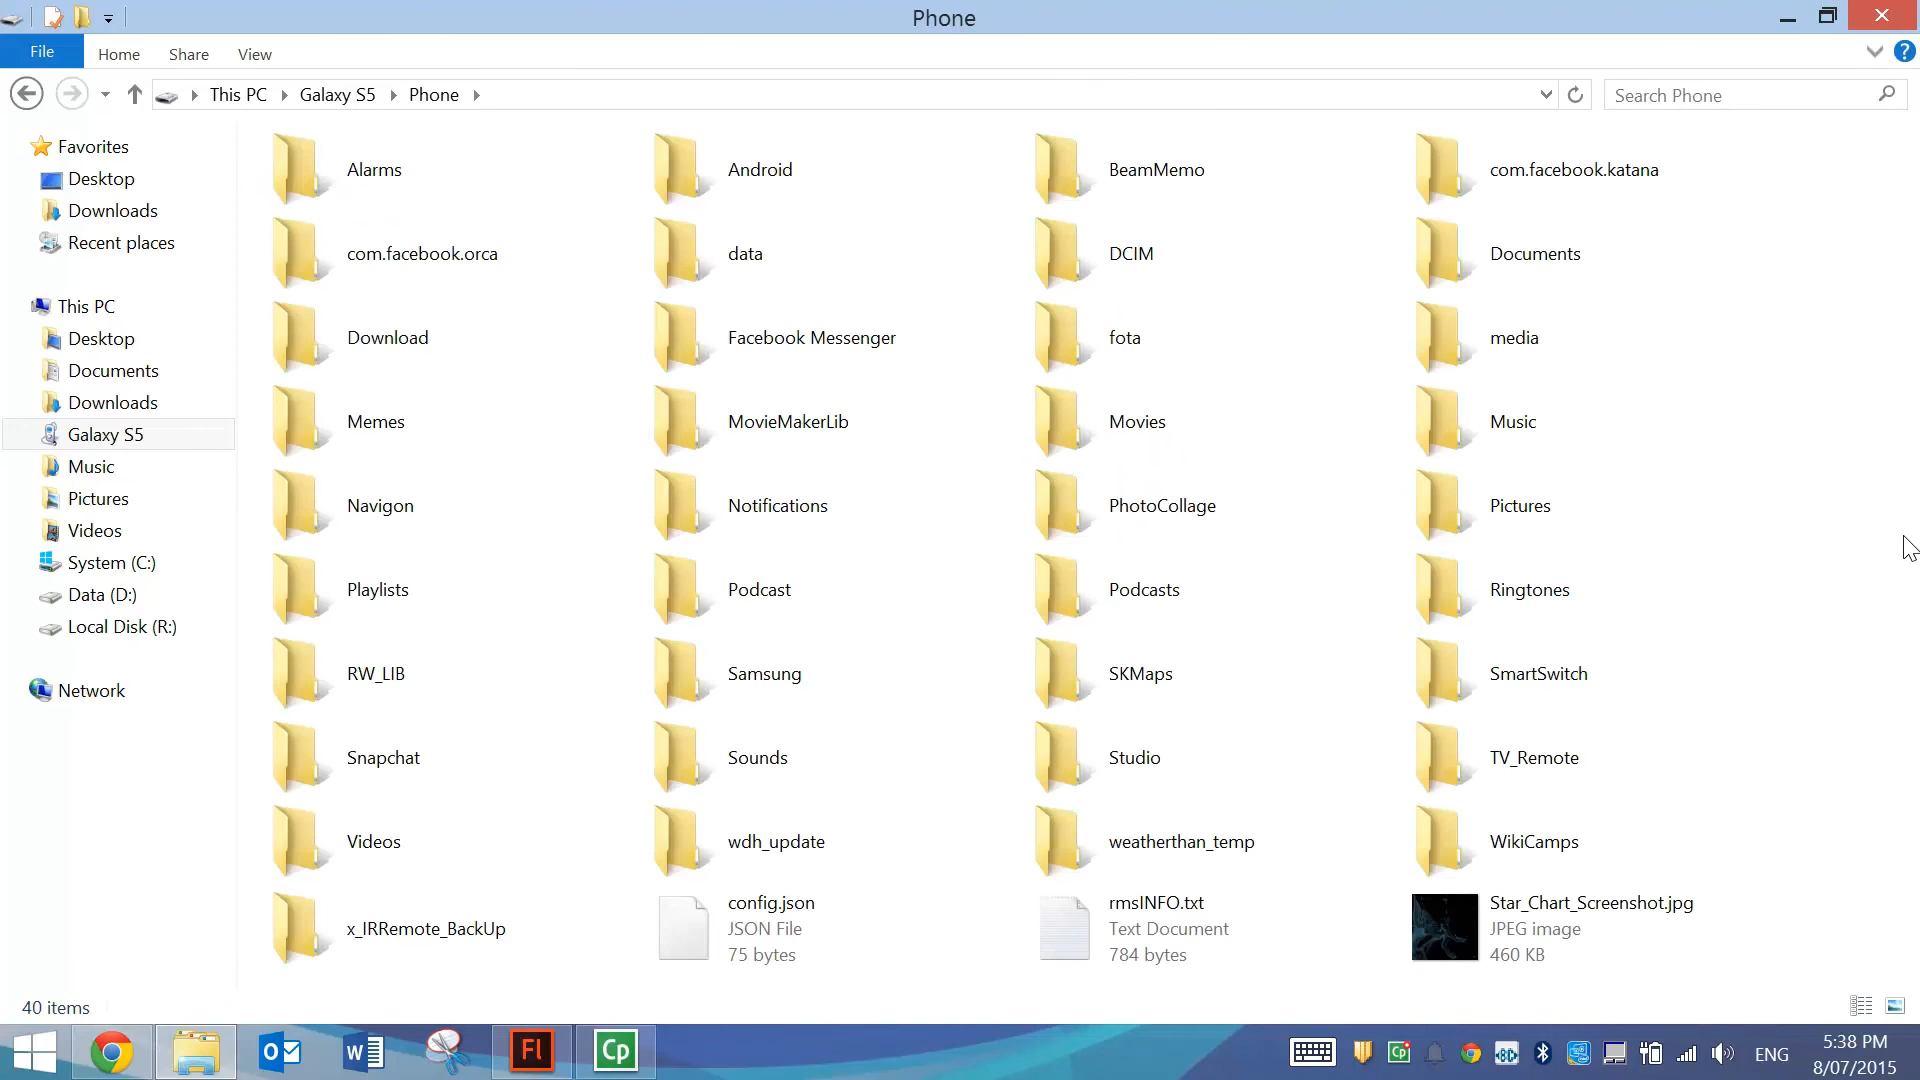 Phone
File
Home
Share
View
This PC
Galaxy S5
Phone
Search Phone
Favorites
Desktop
Downloads
Recent places
This PC
Desktop
Documents
Downloads
Galaxy S5
Music
Pictures
Videos
System (C:)
Data (D:)
Local Disk (R:)
Network
Alarms
Android
BeamMemo
com.facebook.katana
com.facebook.orca
data
DCIM
Documents
Download
Facebook Messenger
fota
media
Memes
MovieMakerLib
Movies
Music
Navigon
Notifications
PhotoCollage
Pictures
Playlists
Podcast
Podcasts
Ringtones
RW_LIB
Samsung
SKMaps
SmartSwitch
Snapchat
Sounds
Studio
TV_Remote
Videos
wdh_update
weatherthan_temp
WikiCamps
x_IRRemote_BackUp
config.json
JSON File
75 bytes
rmsINFO.txt
Text Document
784 bytes
Star_Chart_Screenshot.jpg
JPEG image
460 KB
40 items
Fl
Cp
ENG
5:38 PM
8/07/2015